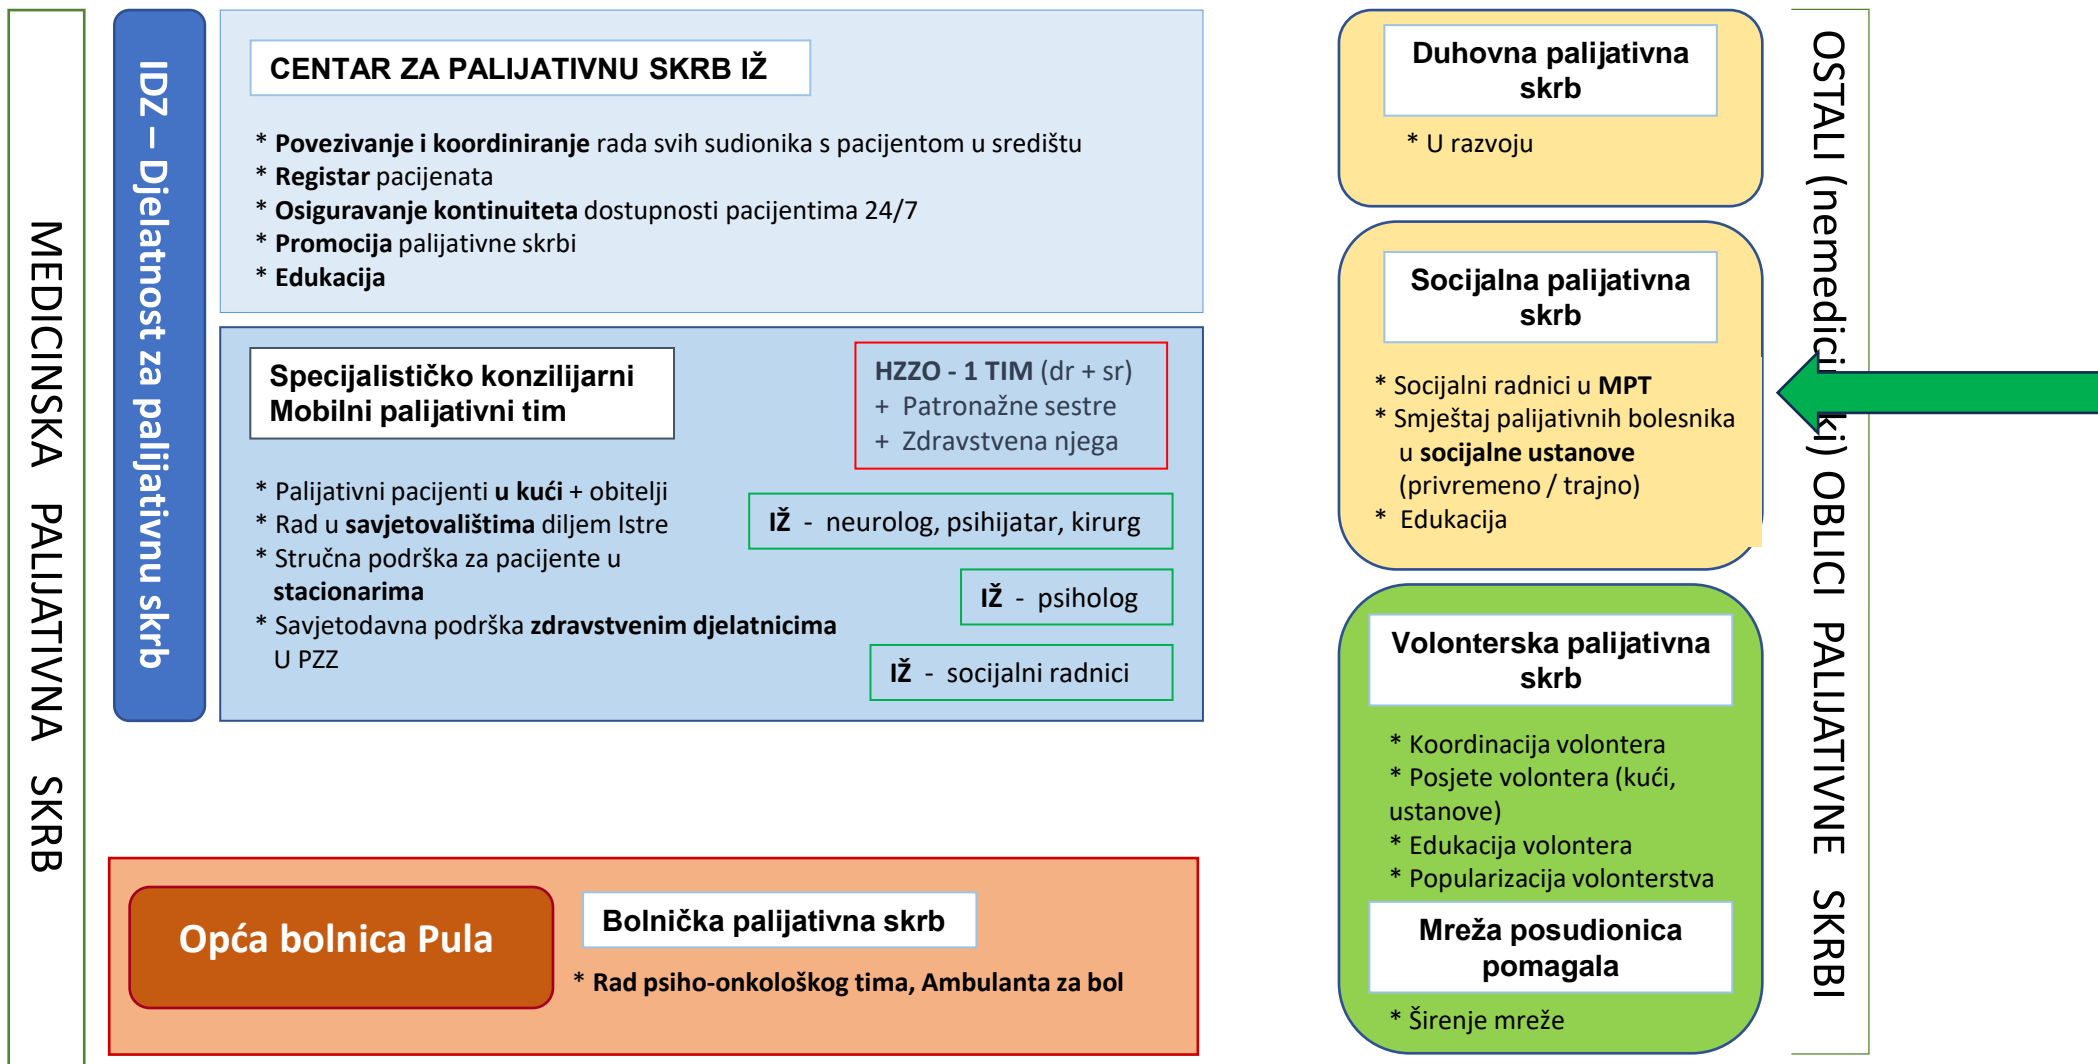 MEDICINSKA PALIJATIVNA SKRB
IDZ – Djelatnost za palijativnu skrb
CENTAR ZA PALIJATIVNU SKRB IŽ
* Povezivanje i koordiniranje rada svih sudionika s pacijentom u središtu
* Registar pacijenata
* Osiguravanje kontinuiteta dostupnosti pacijentima 24/7
* Promocija palijativne skrbi
* Edukacija
Specijalističko konzilijarni
Mobilni palijativni tim
HZZO - 1 TIM (dr + sr)
+ Patronažne sestre
+ Zdravstvena njega
* Palijativni pacijenti u kući + obitelji
* Rad u savjetovalištima diljem Istre
* Stručna podrška za pacijente u
stacionarima
* Savjetodavna podrška zdravstvenim djelatnicima
U PZZ
IŽ - neurolog, psihijatar, kirurg
IŽ - psiholog
IŽ - socijalni radnici
Opća bolnica Pula
Bolnička palijativna skrb
* Rad psiho-onkološkog tima, Ambulanta za bol
Duhovna palijativna
skrb
* U razvoju
Socijalna palijativna
skrb
* Socijalni radnici u MPT
* Smještaj palijativnih bolesnika
u socijalne ustanove
(privremeno / trajno)
* Edukacija
Volonterska palijativna
skrb
* Koordinacija volontera
* Posjete volontera (kući,
ustanove)
* Edukacija volontera
* Popularizacija volonterstva
Mreža posudionica
pomagala
* Širenje mreže
OSTALI OBLICI PALIJATIVNE SKRBI